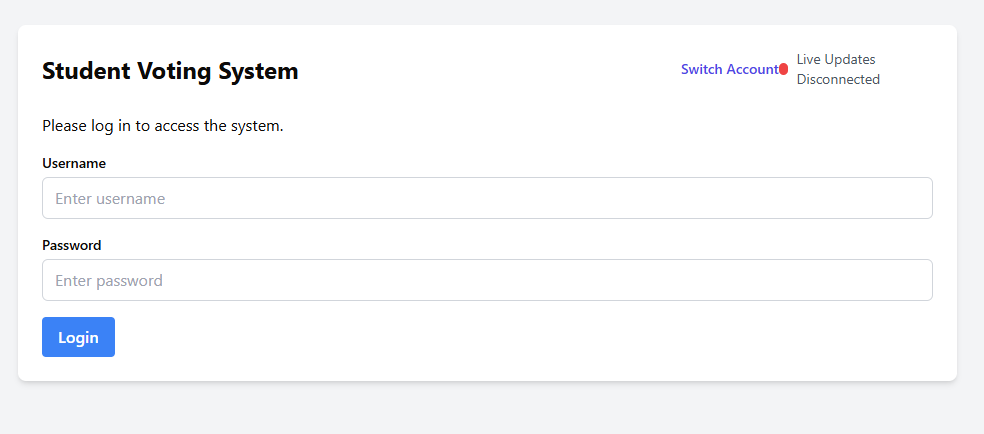 Student Voting System
Switch Account
Live Updates
Disconnected
Please log in to access the system.
Username
Enter username
Password
Enter password
Login